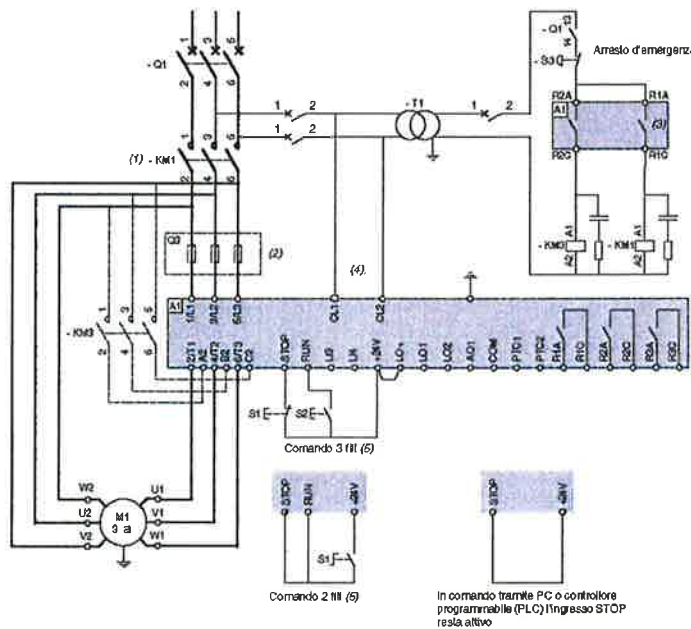 1 3 5
- Q1
2 4 6
13
- Q1
14
- S3
Arresto d'emergenza
1 2
1 2
- T1
1 2
R2A R1A
A1
(3)
R2C R1C
1 3 5
(1) - KM1
2 4 6
Q3
(2)
(4)
- KM3 A1 A2
- KM1 A1 A2
1 3 5
- KM3
2 4 6
A1
1/L1 3/L2 5/L3 CL1 CL2
2/T1 A2 4/T2 B2 6/T3 C2 STOP RUN LI3 LI4 +24V LO+ LO1 LO2 AO1 COM PTC1 PTC2 R1A R1C R2A R2C R3A R3C
S1 S2
Comando 3 fili (5)
W2 U1
U2 M1 V1
3 a
V2 W1
STOP RUN +24V
S1
Comando 2 fili (5)
STOP +24V
In comando tramite PC o controllore
programmabile (PLC) l'ingresso STOP
resta attivo